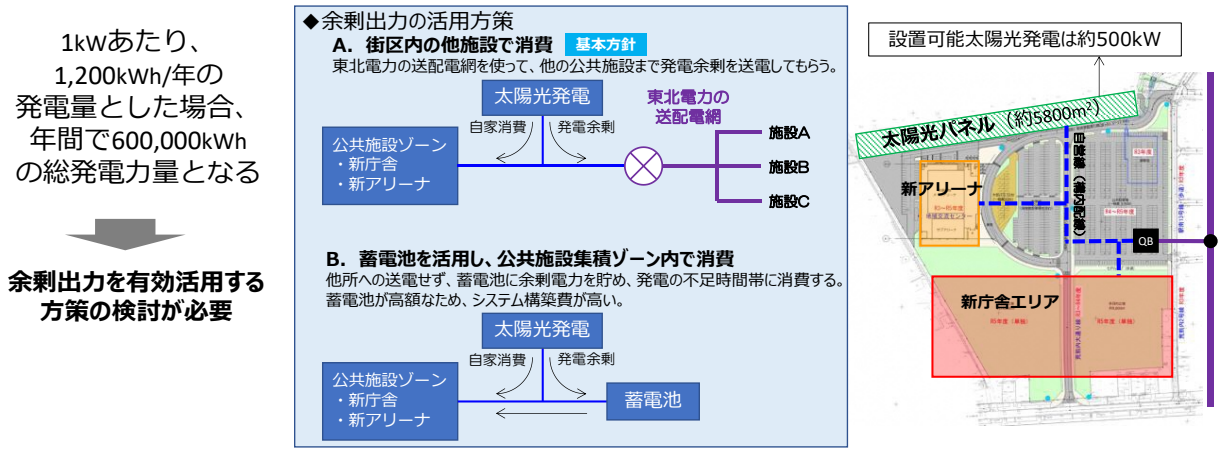 1kWあたり、
1,200kWh/年の
発電量とした場合、
年間で600,000kWh
の総発電力量となる
余剰出力を有効活用する
方策の検討が必要
◆余剰出力の活用方策
A. 街区内の他施設で消費 基本方針
東北電力の送配電網を使って、他の公共施設まで発電余剰を送電してもらう。
太陽光発電
東北電力の
送配電網
自家消費 発電余剰
公共施設ゾーン
・新庁舎
・新アリーナ
施設A
施設B
施設C
B. 蓄電池を活用し、公共施設集積ゾーン内で消費
他所への送電せず、蓄電池に余剰電力を貯め、発電の不足時間帯に消費する。
蓄電池が高額なため、システム構築費が高い。
太陽光発電
自家消費 発電余剰
公共施設ゾーン
・新庁舎
・新アリーナ
蓄電池
設置可能太陽光発電は約500kW
太陽光パネル（約5800m²）
自営線（構内配線）
新アリーナ
QB
新庁舎エリア